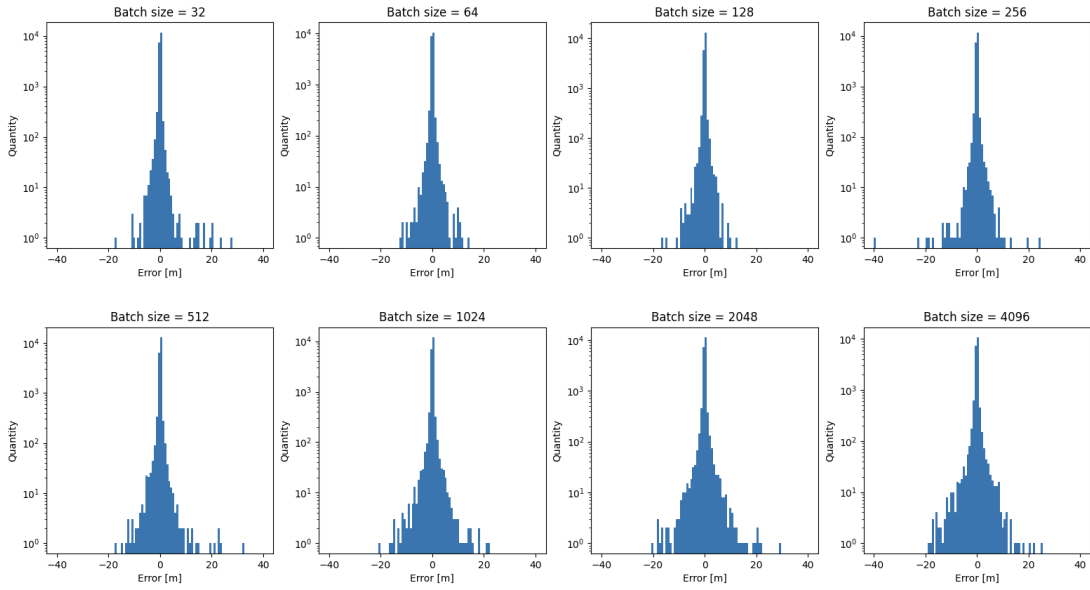 Batch size = 32
Batch size = 64
Batch size = 128
Batch size = 256
Quantity
10⁴
10³
10²
10¹
10⁰
−40 −20 0 20 40
Error [m]
Quantity
10⁴
10³
10²
10¹
10⁰
−40 −20 0 20 40
Error [m]
Quantity
10⁴
10³
10²
10¹
10⁰
−40 −20 0 20 40
Error [m]
Quantity
10⁴
10³
10²
10¹
10⁰
−40 −20 0 20 40
Error [m]
Batch size = 512
Batch size = 1024
Batch size = 2048
Batch size = 4096
Quantity
10⁴
10³
10²
10¹
10⁰
−40 −20 0 20 40
Error [m]
Quantity
10⁴
10³
10²
10¹
10⁰
−40 −20 0 20 40
Error [m]
Quantity
10⁴
10³
10²
10¹
10⁰
−40 −20 0 20 40
Error [m]
Quantity
10⁴
10³
10²
10¹
10⁰
−40 −20 0 20 40
Error [m]